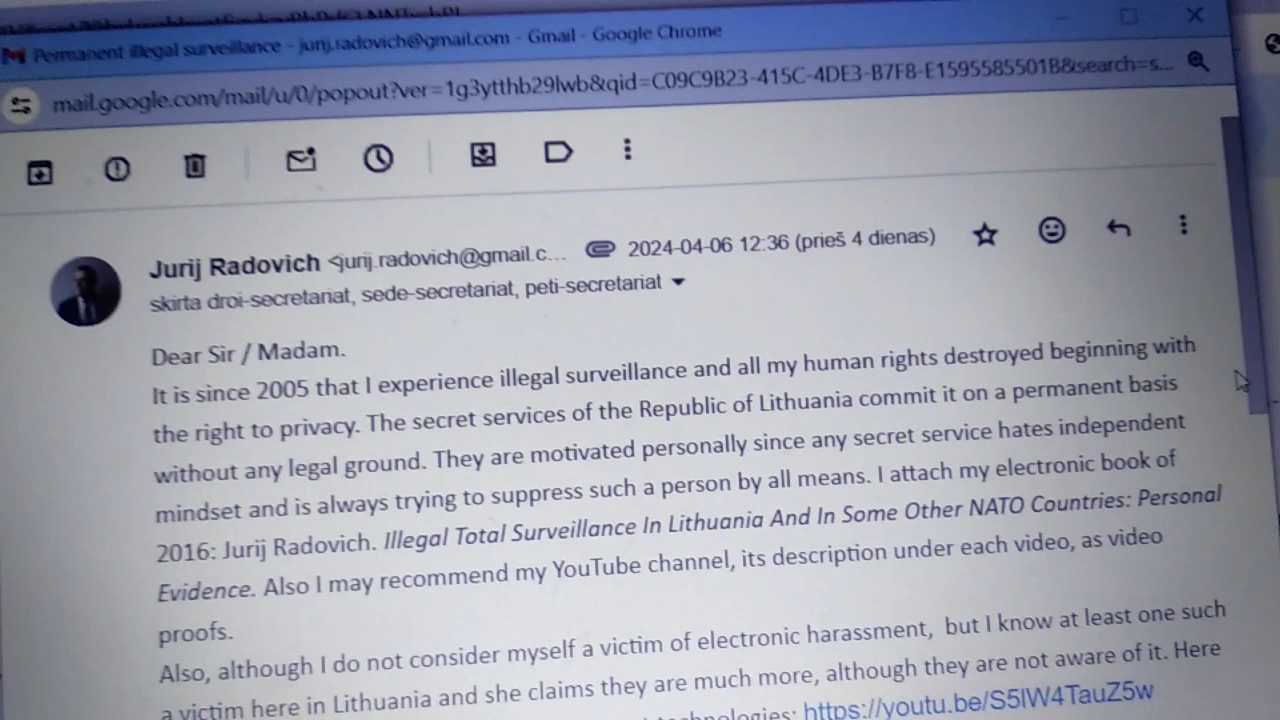 Permanent illegal surveillance - jurij.radovich@gmail.com - Gmail - Google Chrome
mail.google.com/mail/u/0/popout?ver=1g3ytthb29lwb&qid=C09C9B23-415C-4DE3-B7F8-E1595585501B&search=s...
Jurij Radovich <jurij.radovich@gmail.c... 2024-04-06 12:36 (prieš 4 dienas)
skirta droi-secretariat, sede-secretariat, peti-secretariat
Dear Sir / Madam.
It is since 2005 that I experience illegal surveillance and all my human rights destroyed beginning with
the right to privacy. The secret services of the Republic of Lithuania commit it on a permanent basis
without any legal ground. They are motivated personally since any secret service hates independent
mindset and is always trying to suppress such a person by all means. I attach my electronic book of
2016: Jurij Radovich. Illegal Total Surveillance In Lithuania And In Some Other NATO Countries: Personal
Evidence. Also I may recommend my YouTube channel, its description under each video, as video
proofs.
Also, although I do not consider myself a victim of electronic harassment, but I know at least one such
a victim here in Lithuania and she claims they are much more, although they are not aware of it. Here
https://youtu.be/S5lW4TauZ5w